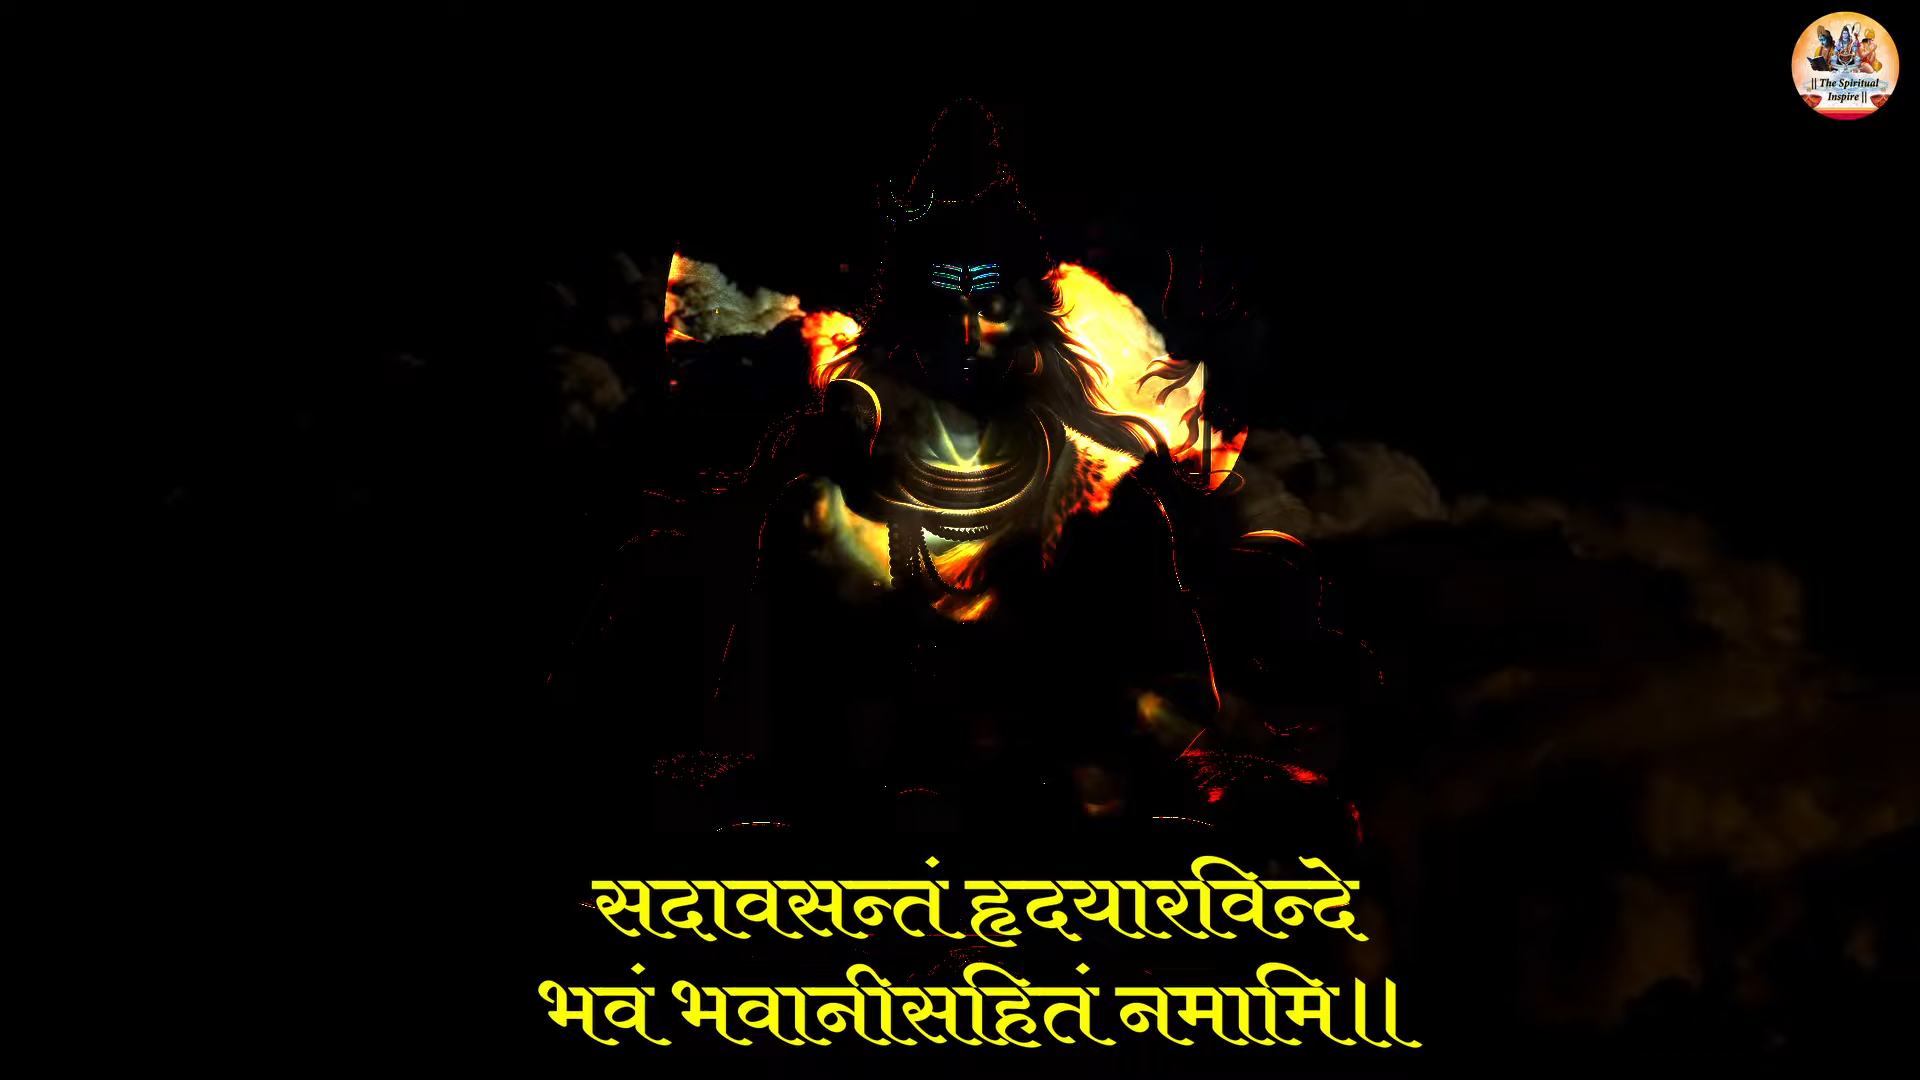 || The Spiritual
Inspire ||
सदावसन्तं हृदयारविन्दे
भवं भवानीसहितं नमामि।।